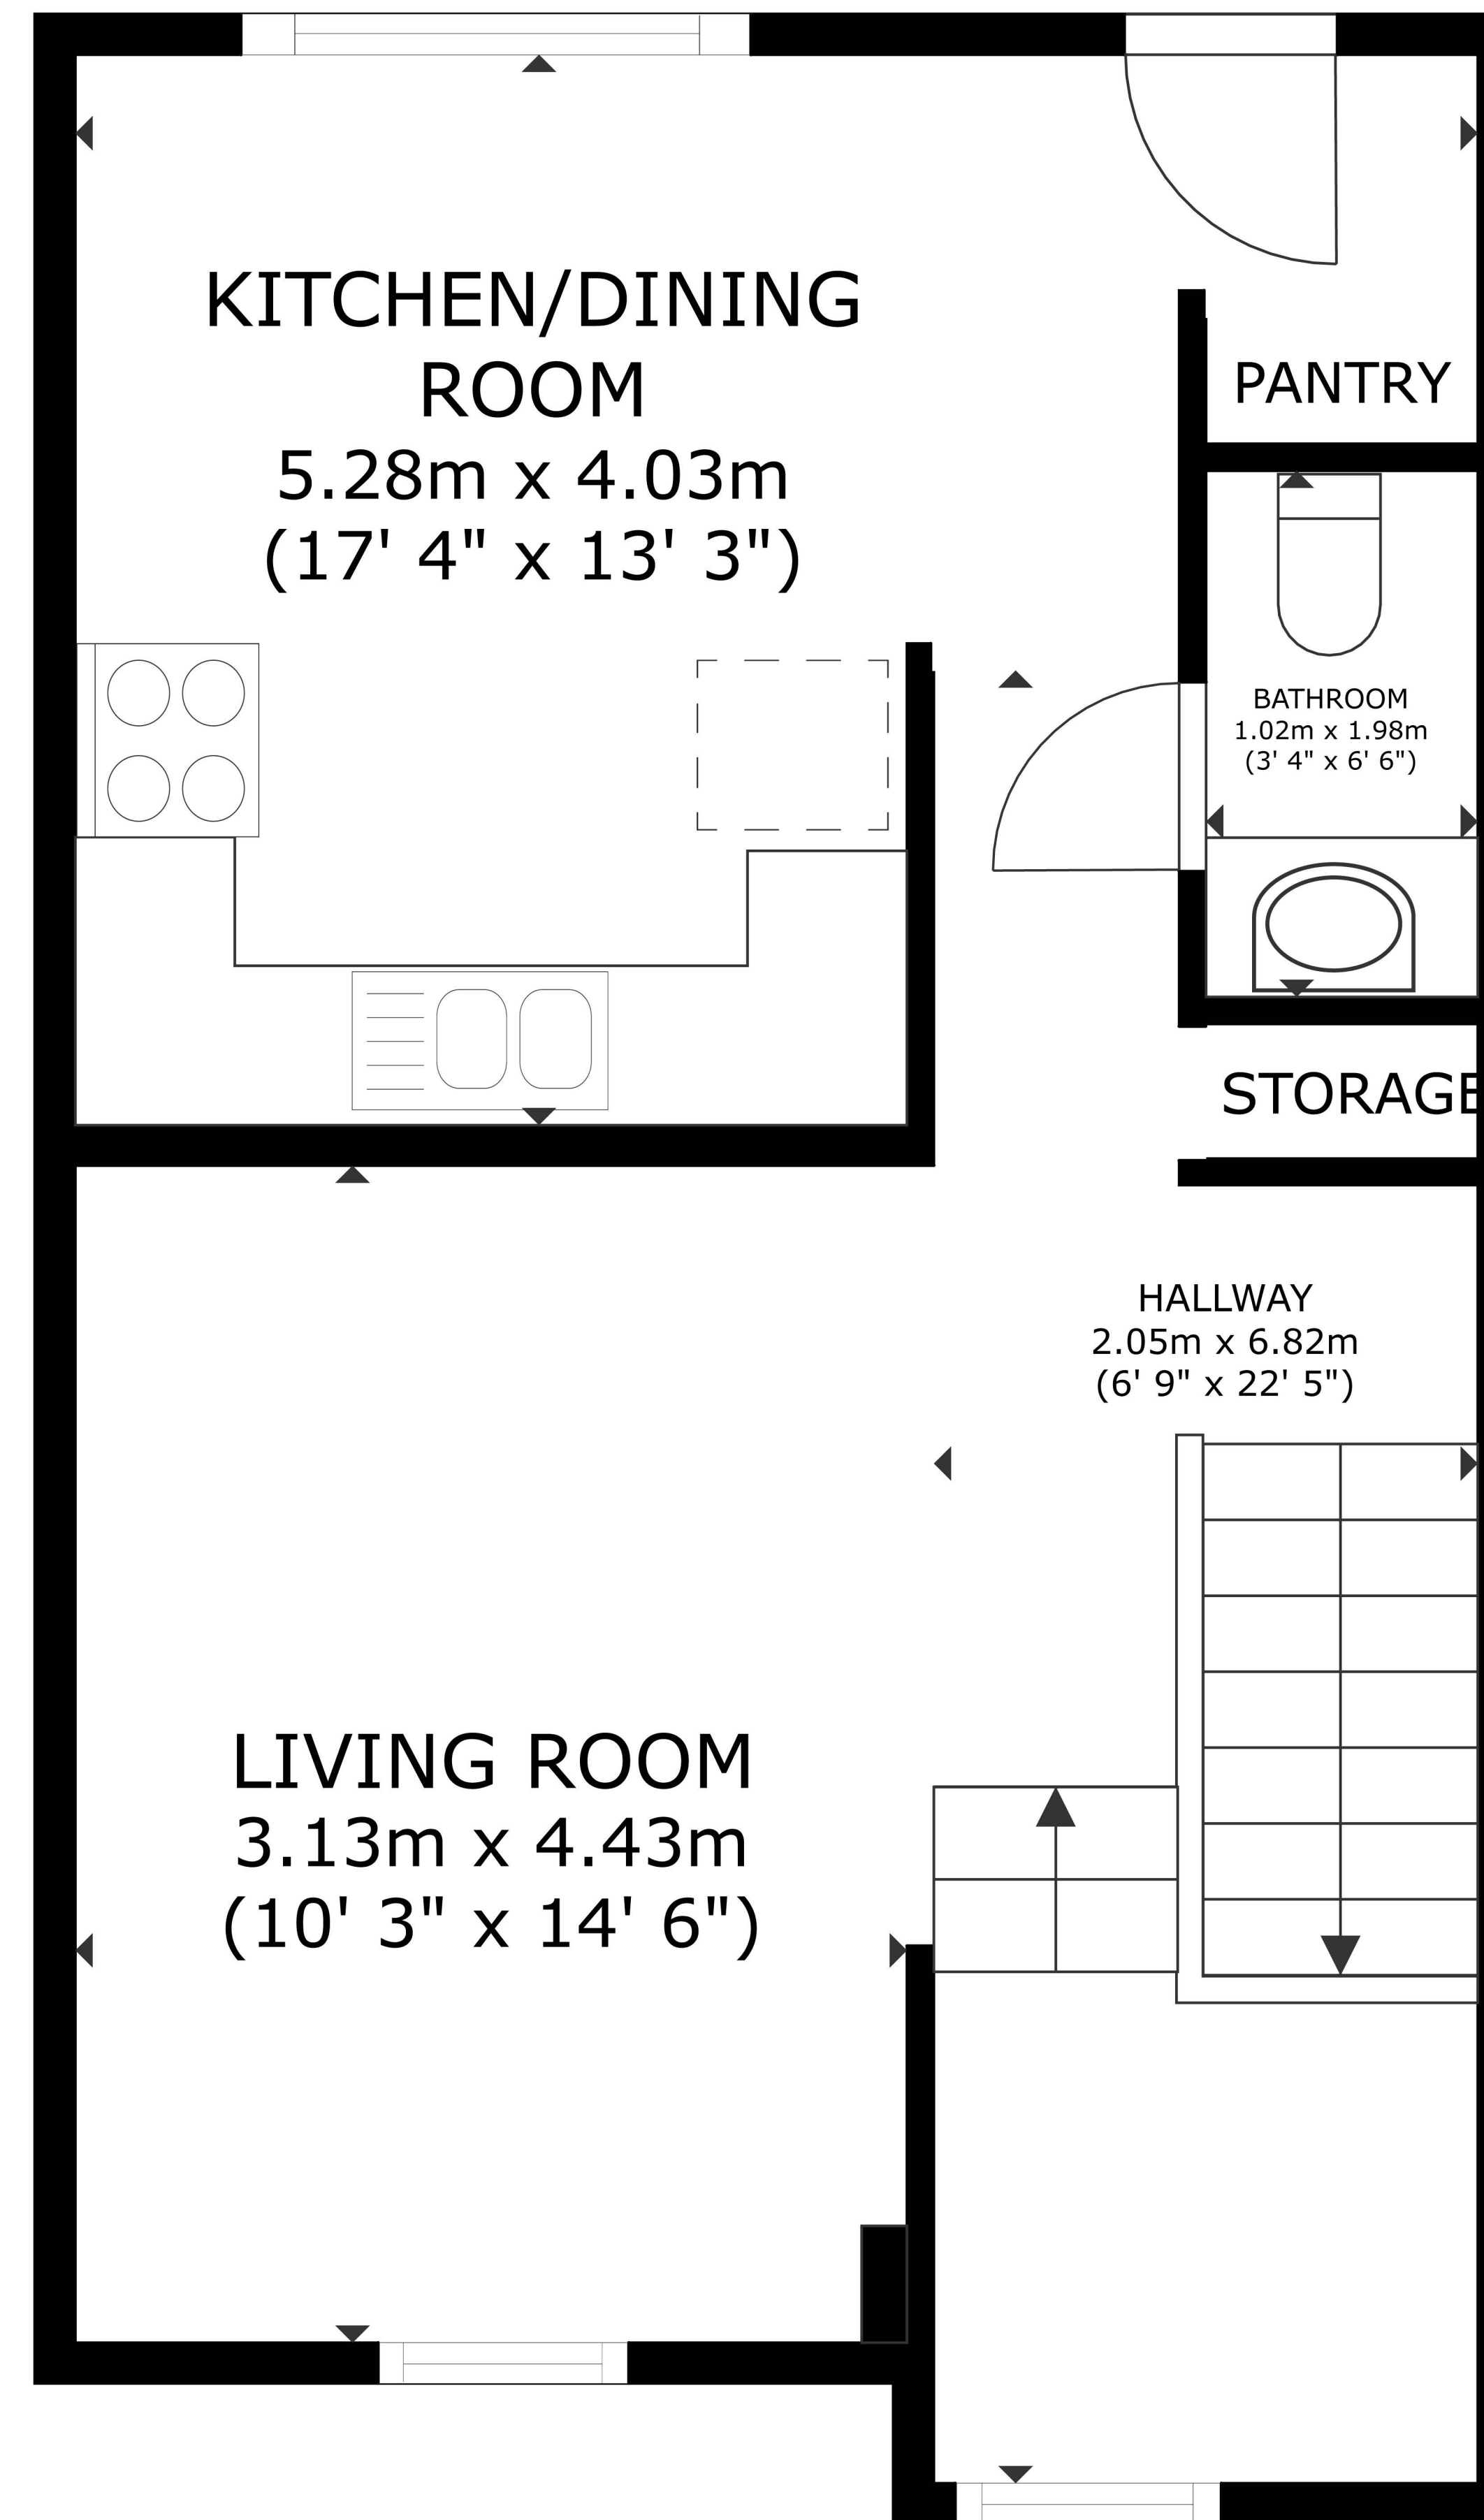 KITCHEN/DINING
ROOM
5.28m x 4.03m
(17' 4" x 13' 3")
PANTRY
BATHROOM
1.02m x 1.98m
(3' 4" x 6' 6")
STORAGE
HALLWAY
2.05m x 6.82m
(6' 9" x 22' 5")
LIVING ROOM
3.13m x 4.43m
(10' 3" x 14' 6")